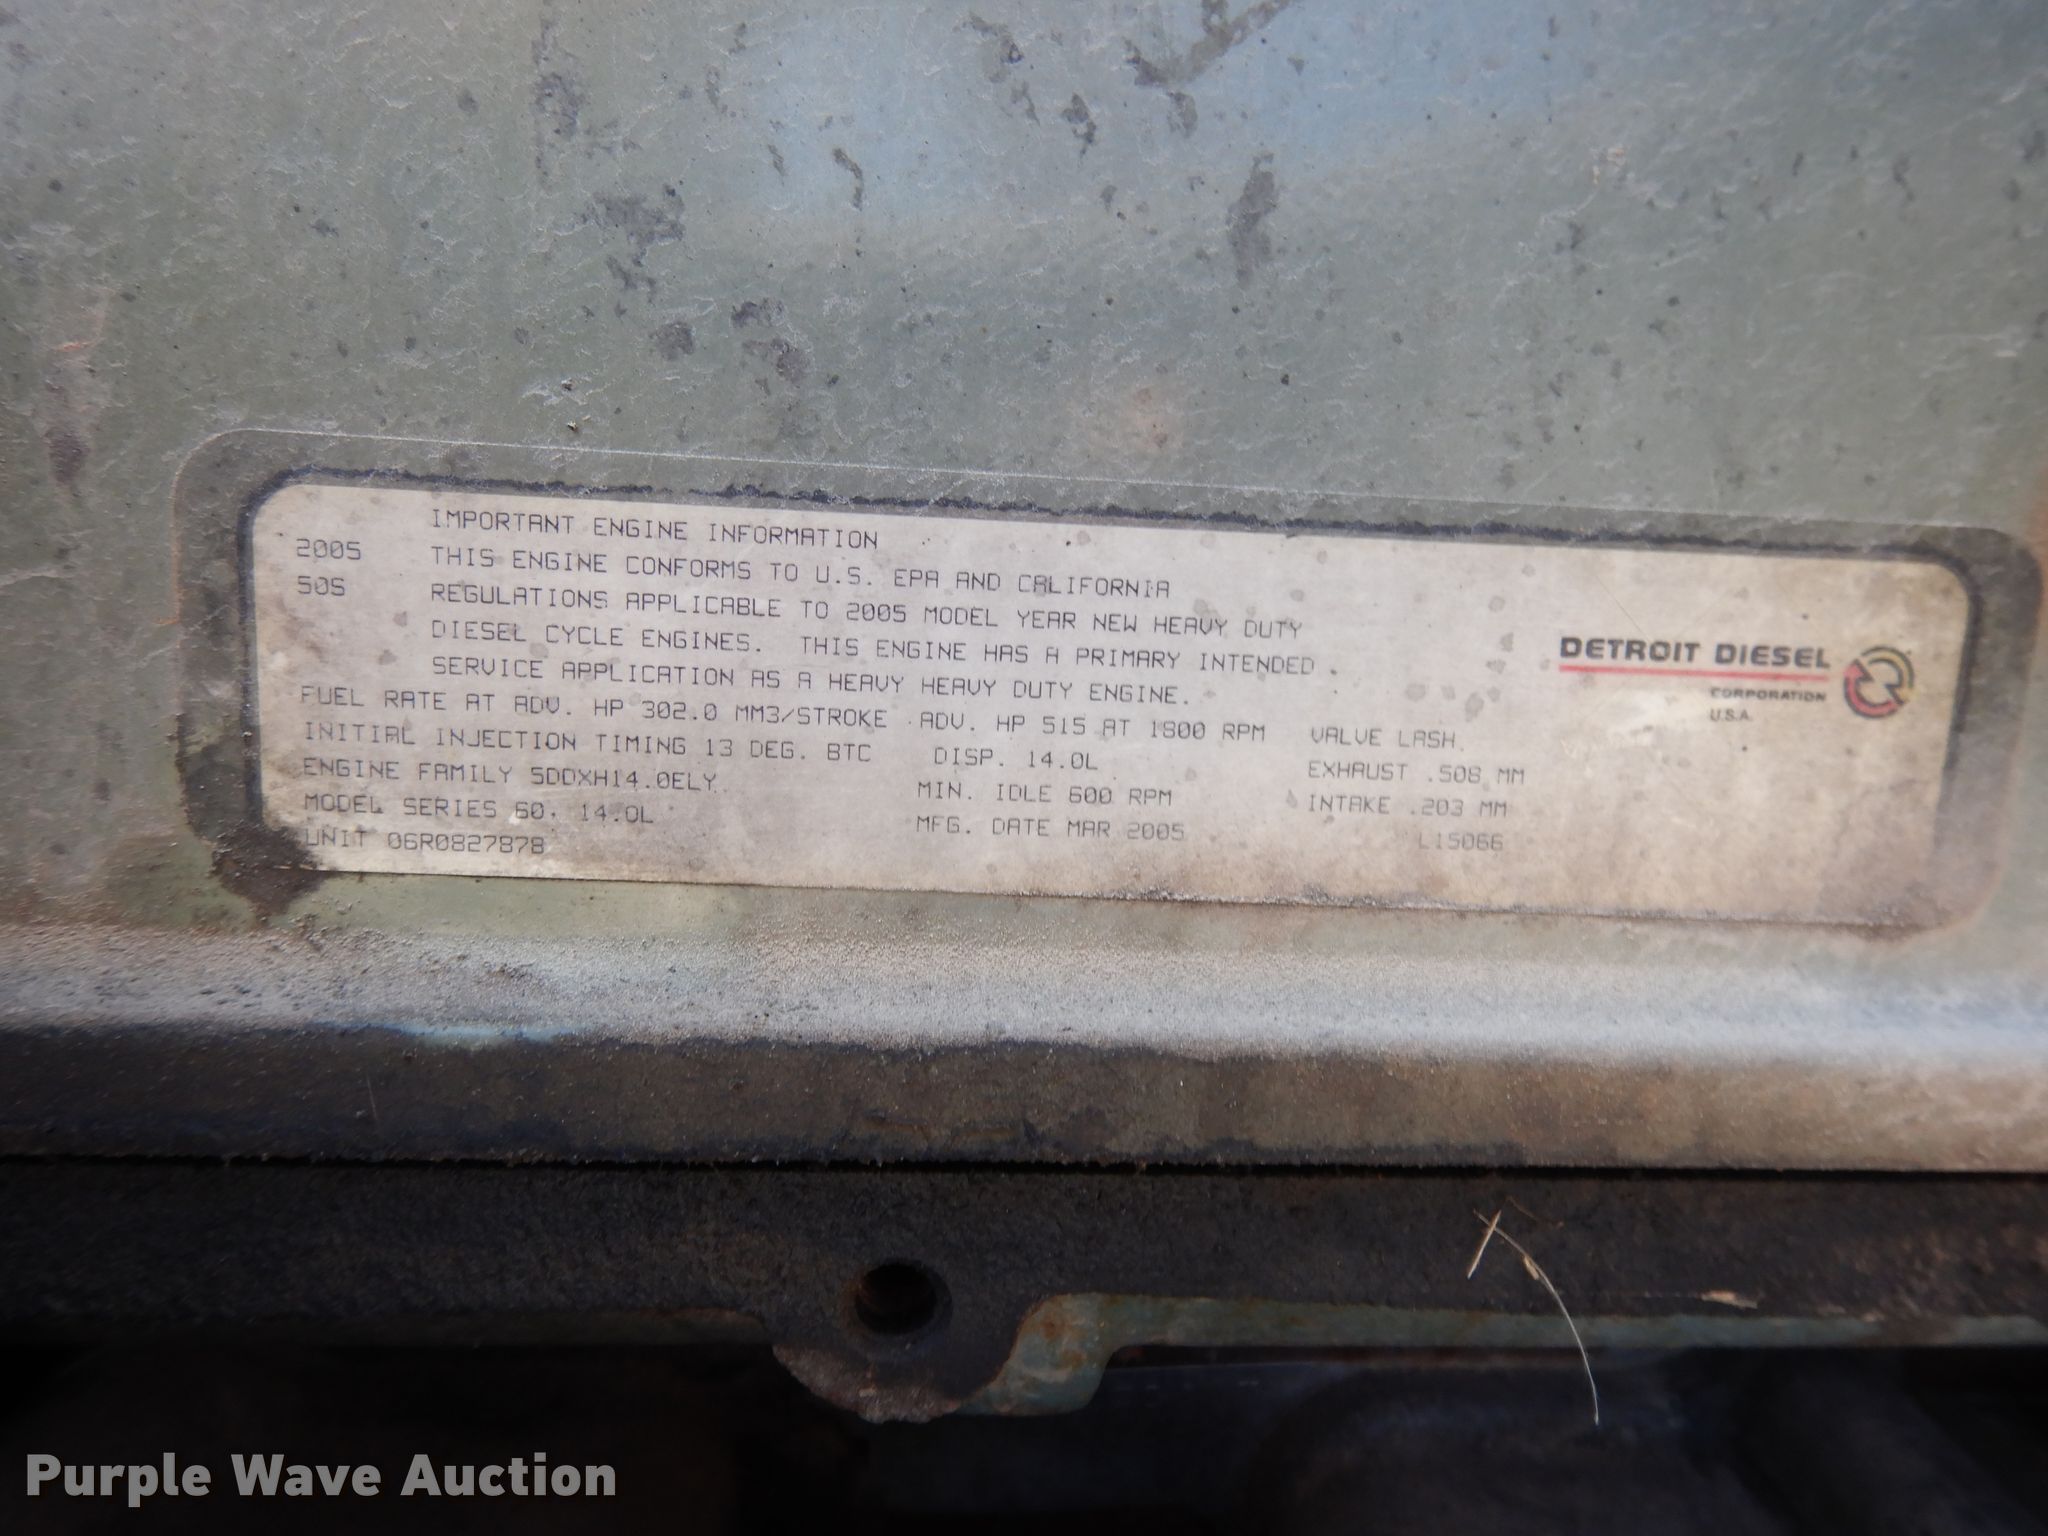 IMPORTANT ENGINE INFORMATION
2005 THIS ENGINE CONFORMS TO U.S. EPA AND CALIFORNIA
50S REGULATIONS APPLICABLE TO 2005 MODEL YEAR NEW HEAVY DUTY
DIESEL CYCLE ENGINES. THIS ENGINE HAS A PRIMARY INTENDED
SERVICE APPLICATION AS A HEAVY HEAVY DUTY ENGINE.
FUEL RATE AT ADV. HP 302.0 MM3/STROKE ADV. HP 515 AT 1800 RPM VALVE LASH
INITIAL INJECTION TIMING 13 DEG. BTC DISP. 14.0L EXHAUST .508 MM
ENGINE FAMILY 5DDXH14.0ELY MIN. IDLE 600 RPM INTAKE .203 MM
MODEL SERIES 60, 14.0L MFG. DATE MAR 2005 L15066
UNIT 06R0827878
DETROIT DIESEL
CORPORATION
U.S.A.
Purple Wave Auction